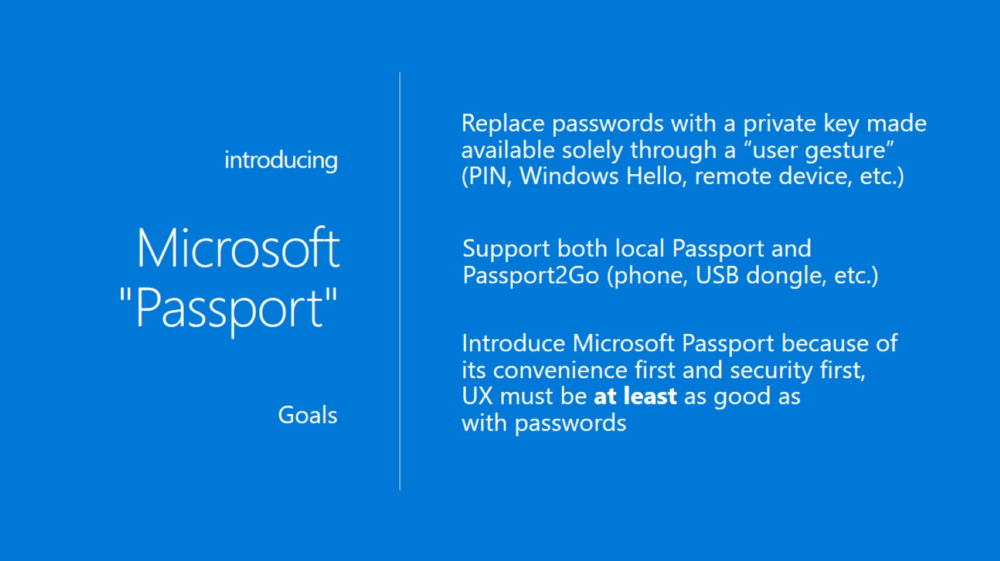 introducing
Microsoft
"Passport"
Goals
Replace passwords with a private key made
available solely through a “user gesture”
(PIN, Windows Hello, remote device, etc.)
Support both local Passport and
Passport2Go (phone, USB dongle, etc.)
Introduce Microsoft Passport because of
its convenience first and security first,
UX must be at least as good as
with passwords